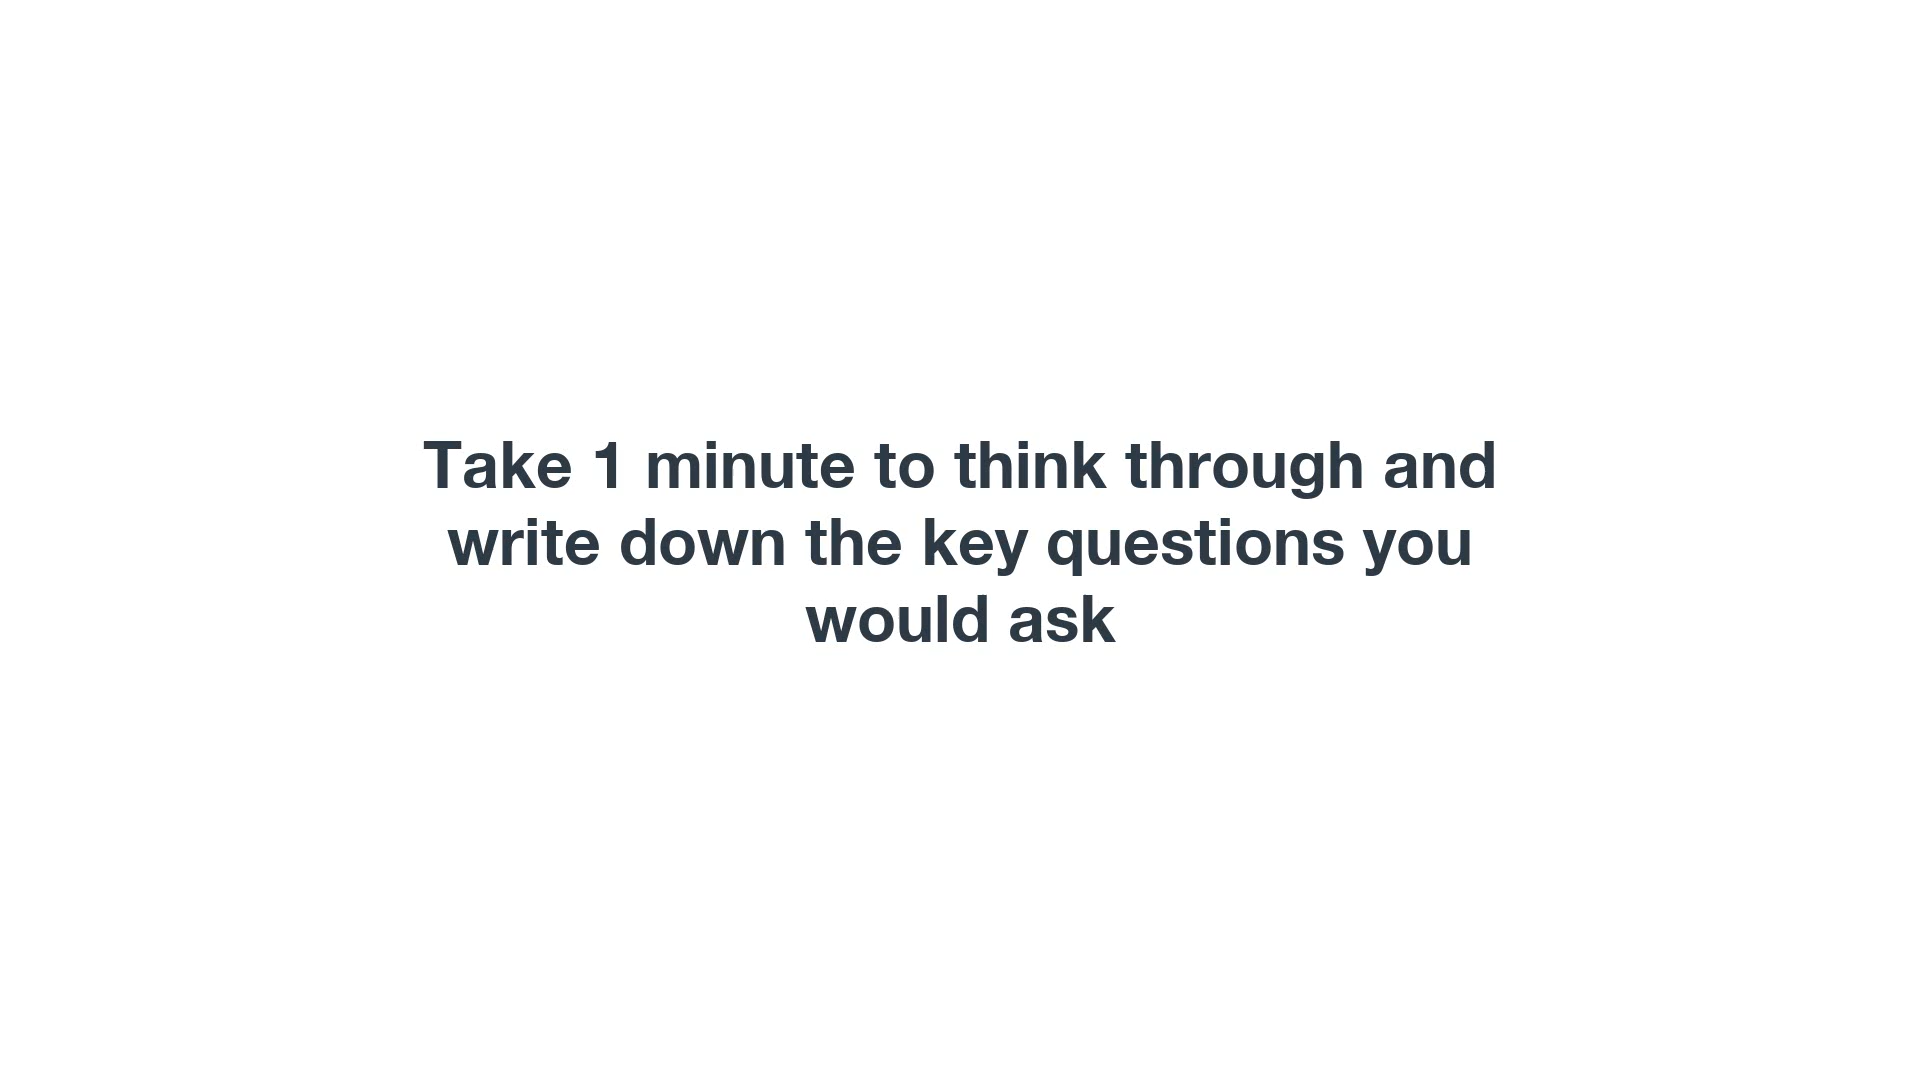 Take 1 minute to think through and
write down the key questions you
would ask